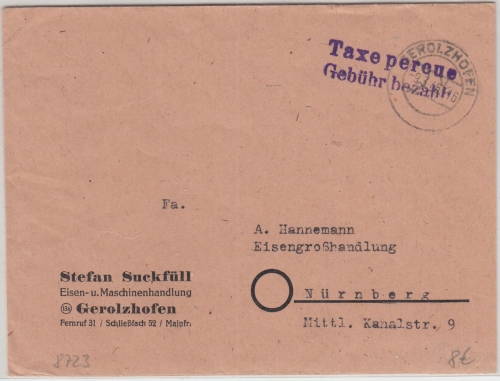 Taxe percue
Gebühr bezahlt
GEROLZHOFEN
Fa.
A. Hannemann
Eisengroßhandlung
Nürnberg
Mittl. Kanalstr. 9
Stefan Suckfüll
Eisen- u. Maschinenhandlung
Gerolzhofen
Fernruf 31 / Schließfach 52 / Mainfr.
8723
8€